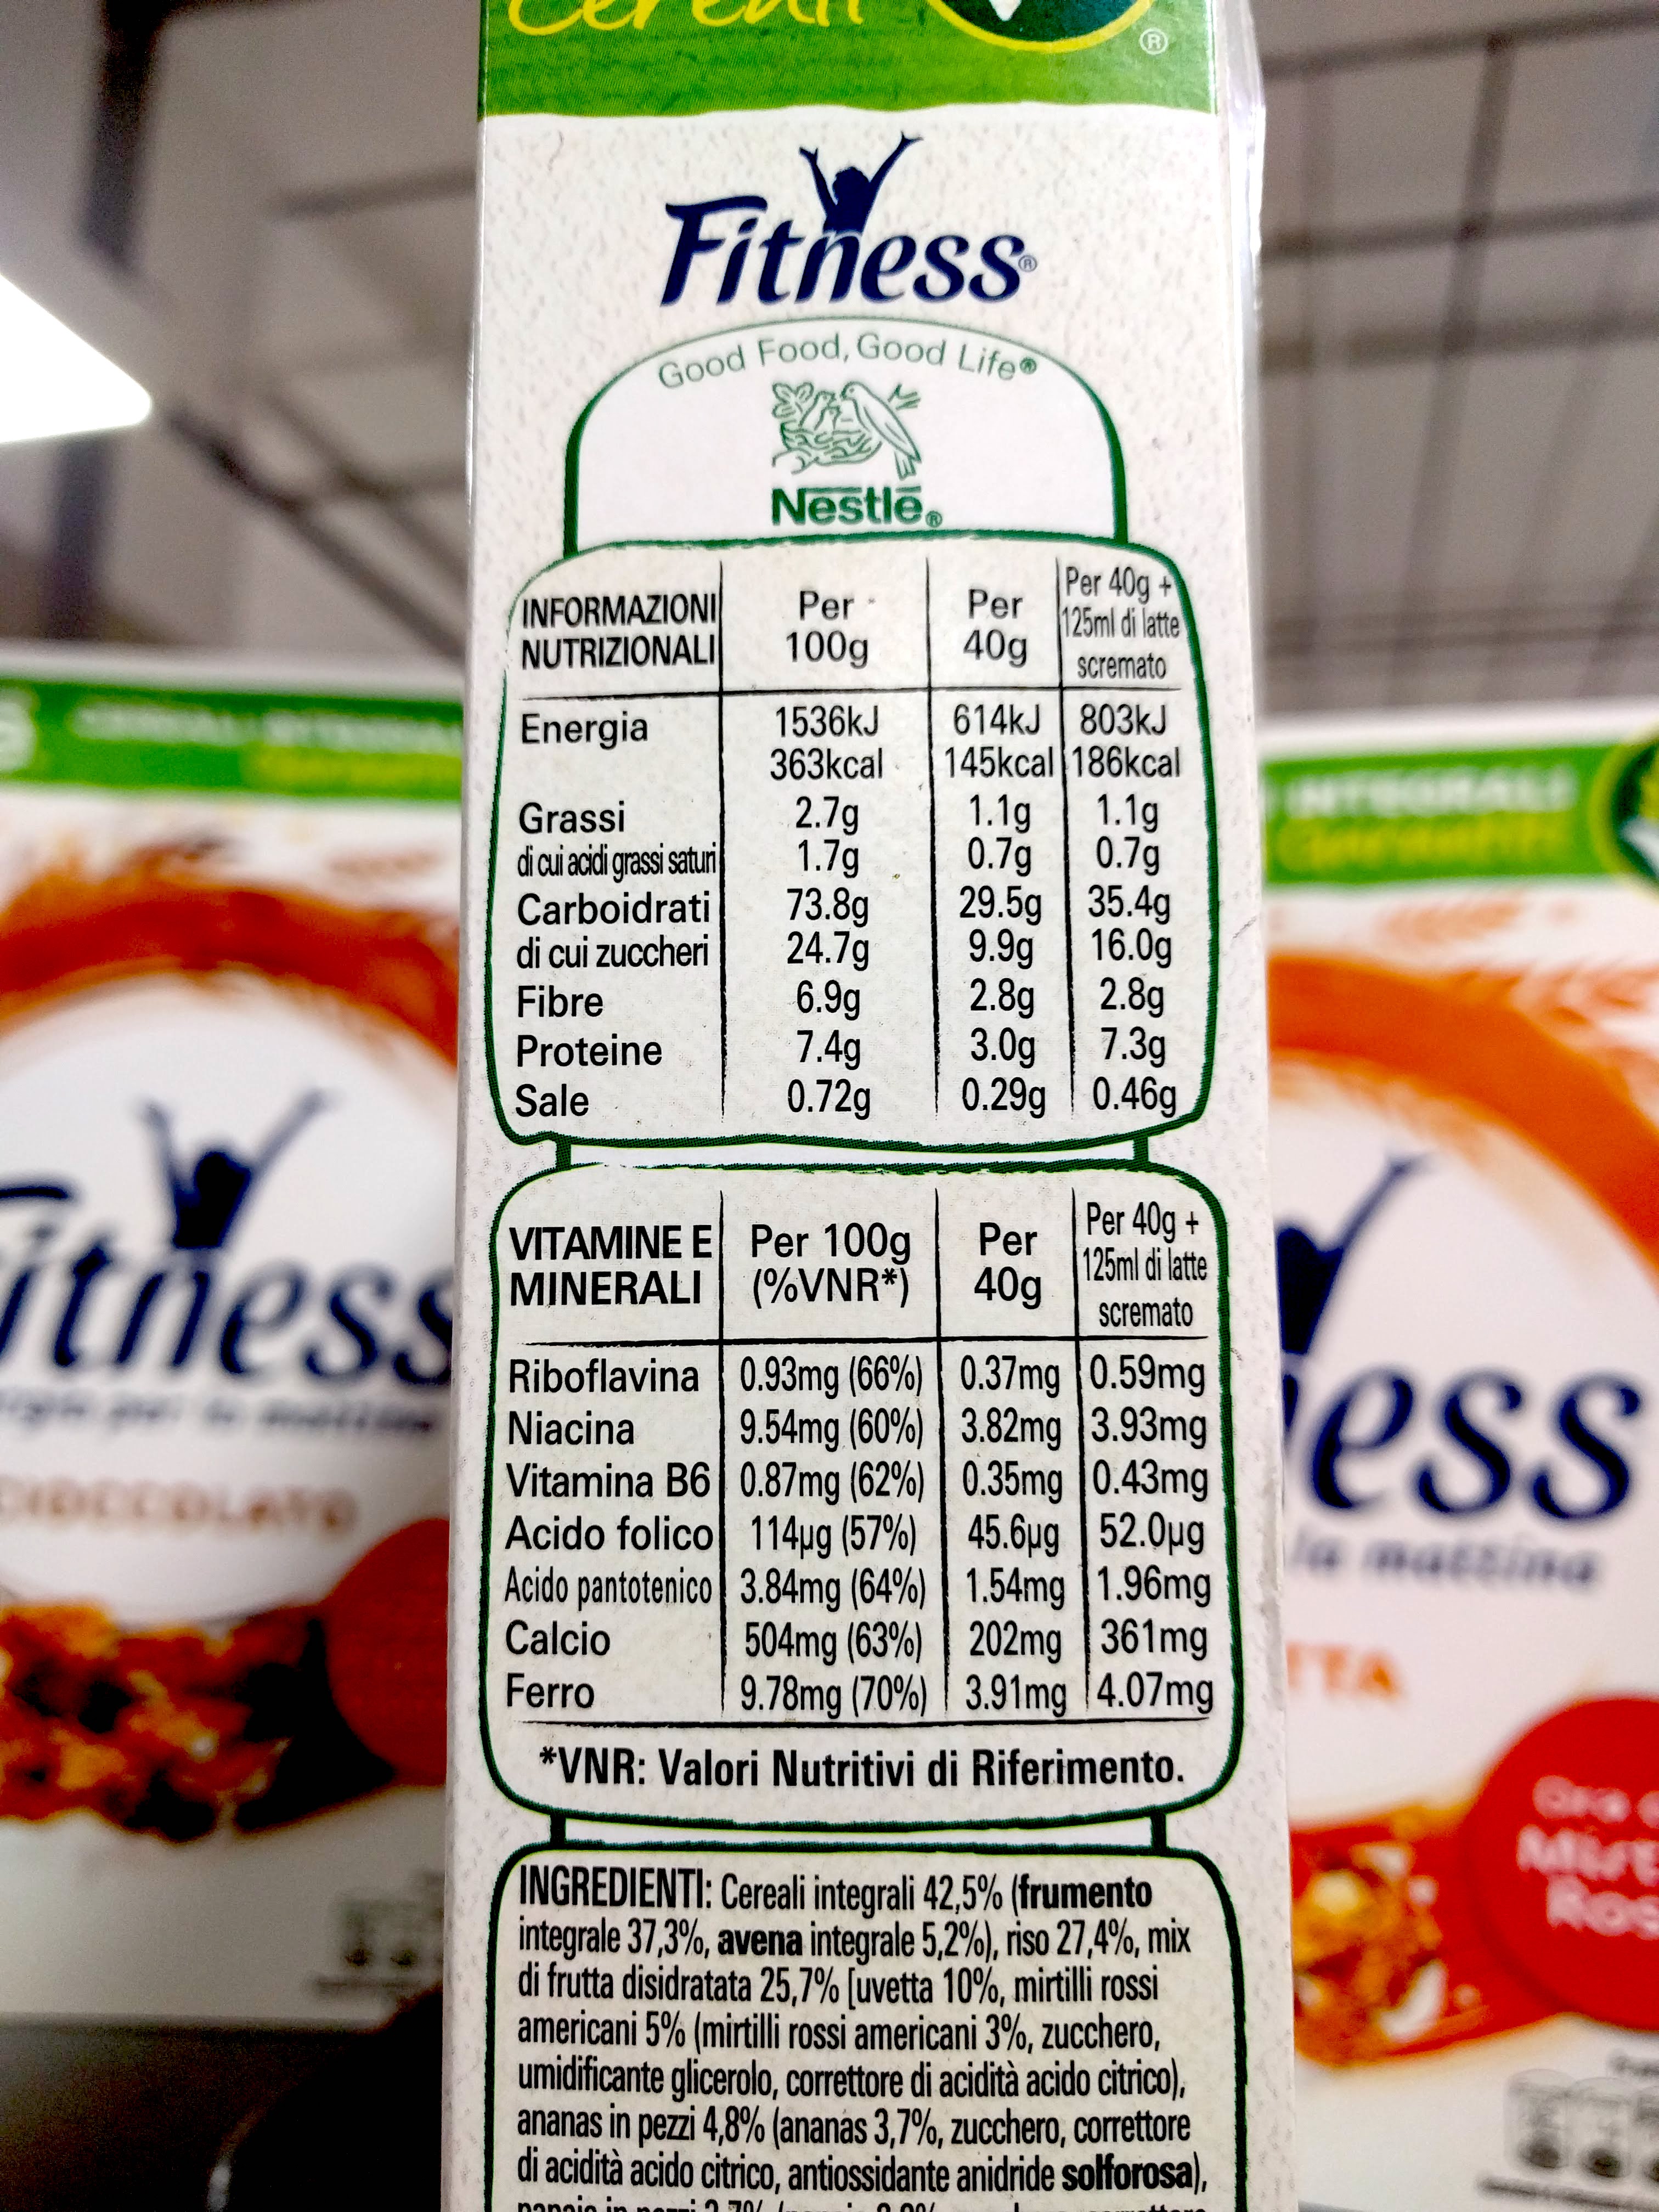 Cereali
®
Fitness®
Good Food, Good Life®
Nestlé®
INFORMAZIONI NUTRIZIONALI Per 100g Per 40g Per 40g + 125ml di latte scremato
Energia 1536kJ 614kJ 803kJ
363kcal 145kcal 186kcal
Grassi 2.7g 1.1g 1.1g
di cui acidi grassi saturi 1.7g 0.7g 0.7g
Carboidrati 73.8g 29.5g 35.4g
di cui zuccheri 24.7g 9.9g 16.0g
Fibre 6.9g 2.8g 2.8g
Proteine 7.4g 3.0g 7.3g
Sale 0.72g 0.29g 0.46g
VITAMINE E MINERALI Per 100g (%VNR*) Per 40g Per 40g + 125ml di latte scremato
Riboflavina 0.93mg (66%) 0.37mg 0.59mg
Niacina 9.54mg (60%) 3.82mg 3.93mg
Vitamina B6 0.87mg (62%) 0.35mg 0.43mg
Acido folico 114µg (57%) 45.6µg 52.0µg
Acido pantotenico 3.84mg (64%) 1.54mg 1.96mg
Calcio 504mg (63%) 202mg 361mg
Ferro 9.78mg (70%) 3.91mg 4.07mg
*VNR: Valori Nutritivi di Riferimento.
INGREDIENTI: Cereali integrali 42,5% (frumento
integrale 37,3%, avena integrale 5,2%), riso 27,4%, mix
di frutta disidratata 25,7% [uvetta 10%, mirtilli rossi
americani 5% (mirtilli rossi americani 3%, zucchero,
umidificante glicerolo, correttore di acidità acido citrico),
ananas in pezzi 4,8% (ananas 3,7%, zucchero, correttore
di acidità acido citrico, antiossidante anidride solforosa),
Fitness
CIOCCOLATO
INTEGRALI
ness
la mattina
TTA